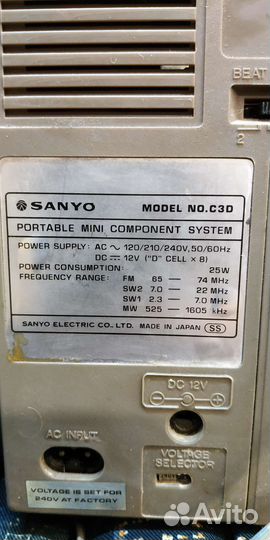 BEAT
2
SANYO MODEL NO.C3D
PORTABLE MINI COMPONENT SYSTEM
POWER SUPPLY: AC ~ 120/210/240V,50/60Hz
DC ⎓ 12V ("D" CELL × 8)
POWER CONSUMPTION: 25W
FREQUENCY RANGE: FM 65 — 74 MHz
SW2 7.0 — 22 MHz
SW1 2.3 — 7.0 MHz
MW 525 — 1605 kHz
SANYO ELECTRIC CO., LTD. MADE IN JAPAN SS
DC 12V
AC INPUT
VOLTAGE
SELECTOR
VOLTAGE IS SET FOR
240V AT FACTORY
Avito